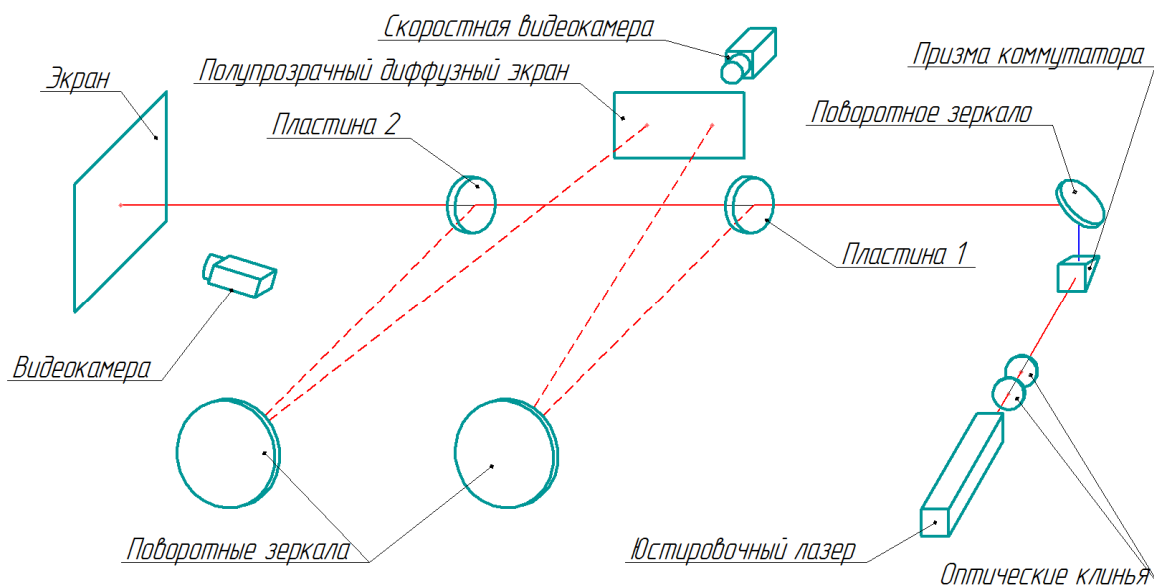 Скоростная видеокамера
Призма коммутатора
Полупрозрачный диффузный экран
Экран
Поворотное зеркало
Пластина 2
Пластина 1
Видеокамера
Поворотные зеркала
Юстировочный лазер
Оптические клинья